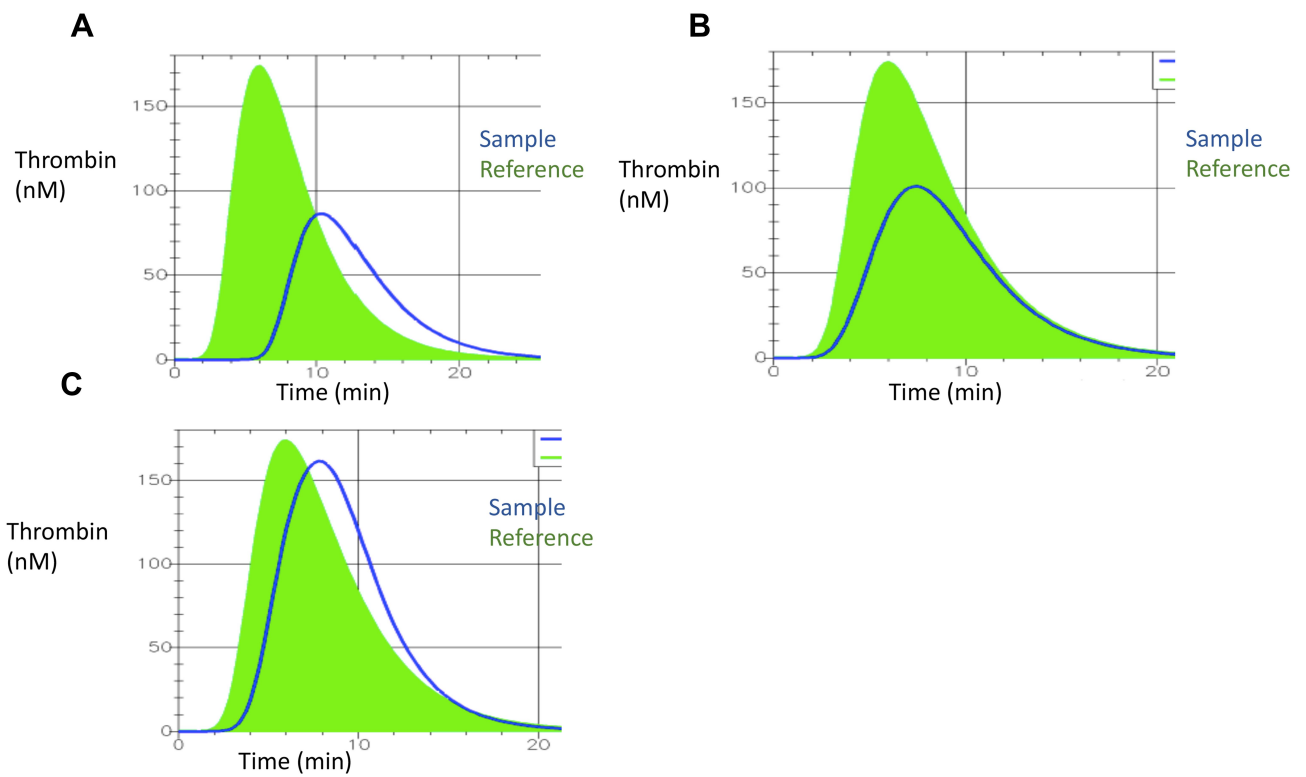 A
150
100
50
0
0
10
20
Thrombin
(nM)
Time (min)
Sample
Reference
B
150
100
50
0
0
10
20
Thrombin
(nM)
Time (min)
Sample
Reference
C
150
100
50
0
0
10
20
Thrombin
(nM)
Time (min)
Sample
Reference